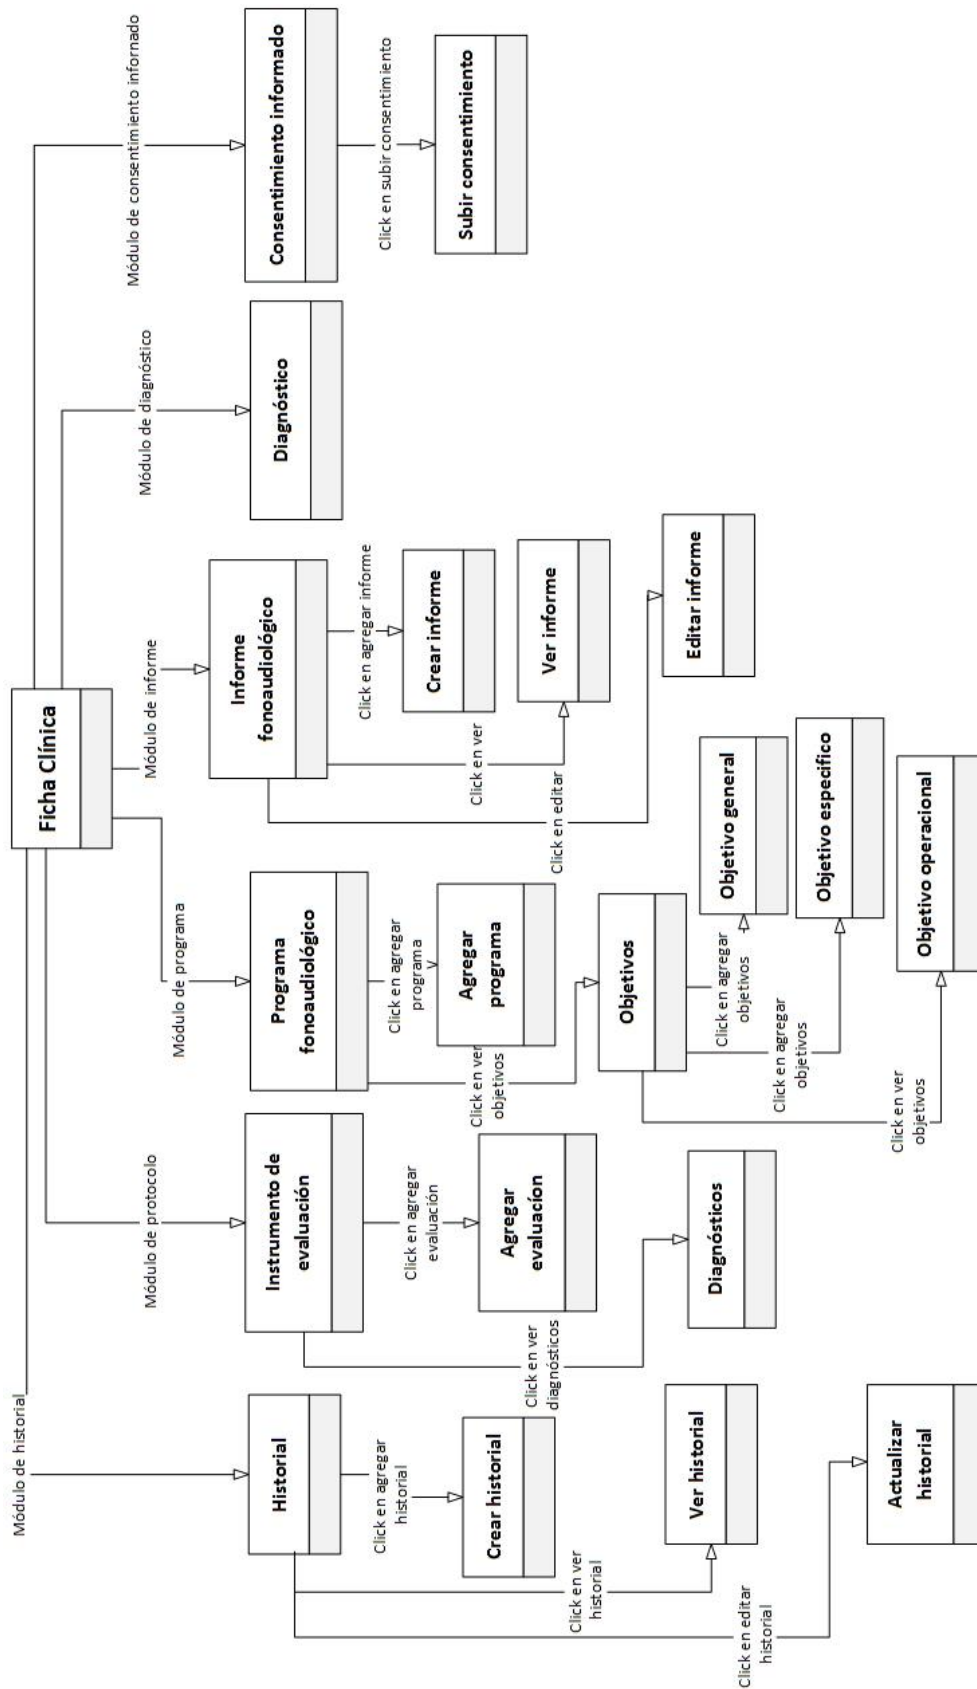 Ficha Clínica
Módulo de historial
Módulo de protocolo
Módulo de programa
Módulo de informe
Módulo de diagnóstico
Módulo de consentimiento infornado
Historial
Click en agregar
historial
Crear historial
Click en ver
historial
Ver historial
Click en editar
historial
Actualizar
historial
Instrumento de
evaluación
Click en agregar
evaluación
Agregar
evaluacíon
Click en ver
diagnósticos
Diagnósticos
Programa
fonoaudiológico
Click en agregar
programa
Agregar
programa
Click en ver
objetivos
Objetivos
Click en agregar
objetivos
Objetivo general
Click en agregar
objetivos
Objetivo especifico
Click en ver
objetivos
Objetivo operacional
Informe
fonoaudiológico
Click en agregar informe
Crear informe
Click en ver
Ver informe
Click en editar
Editar informe
Diagnóstico
Consentimiento informado
Click en subir consentimiento
Subir consentimiento